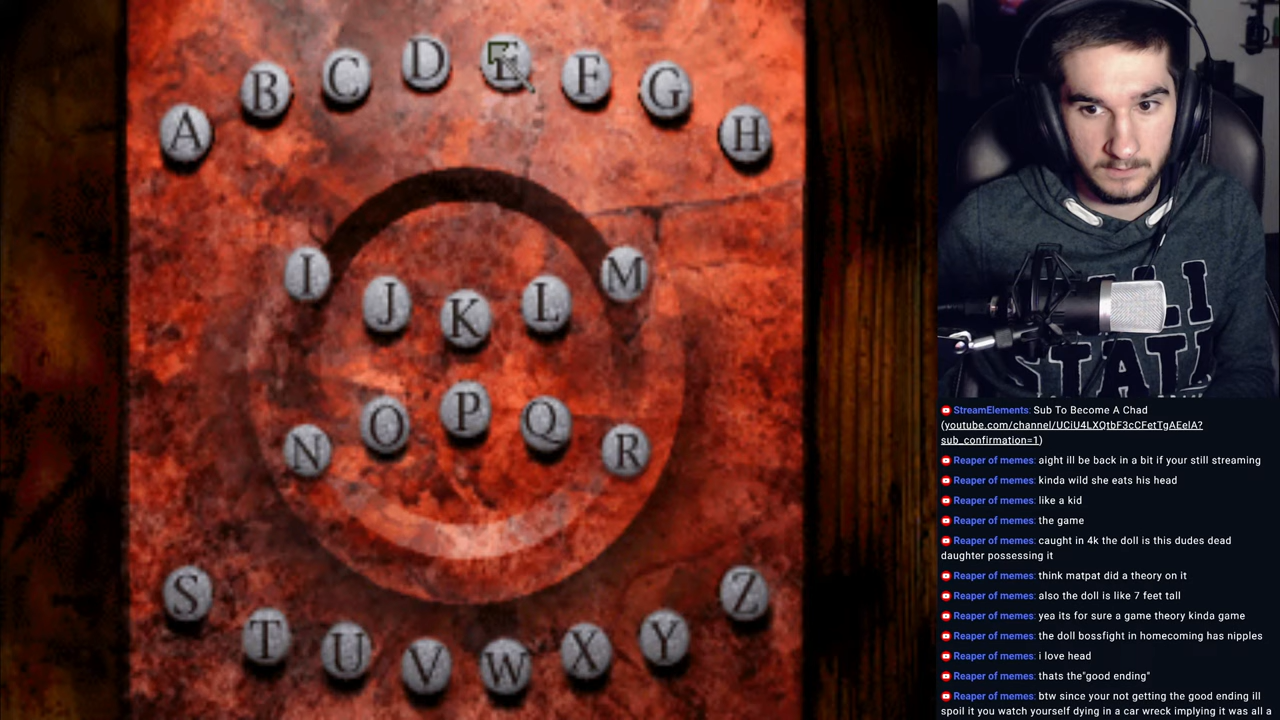 A B C D E F G H
I J K L M
N O P Q R
S T U V W X Y Z
StreamElements: Sub To Become A Chad
(youtube.com/channel/UCiU4LXQtbF3cCFetTgAEeIA?
sub_confirmation=1)
Reaper of memes: aight ill be back in a bit if your still streaming
Reaper of memes: kinda wild she eats his head
Reaper of memes: like a kid
Reaper of memes: the game
Reaper of memes: caught in 4k the doll is this dudes dead
daughter possessing it
Reaper of memes: think matpat did a theory on it
Reaper of memes: also the doll is like 7 feet tall
Reaper of memes: yea its for sure a game theory kinda game
Reaper of memes: the doll bossfight in homecoming has nipples
Reaper of memes: i love head
Reaper of memes: thats the"good ending"
Reaper of memes: btw since your not getting the good ending ill
spoil it you watch yourself dying in a car wreck implying it was all a